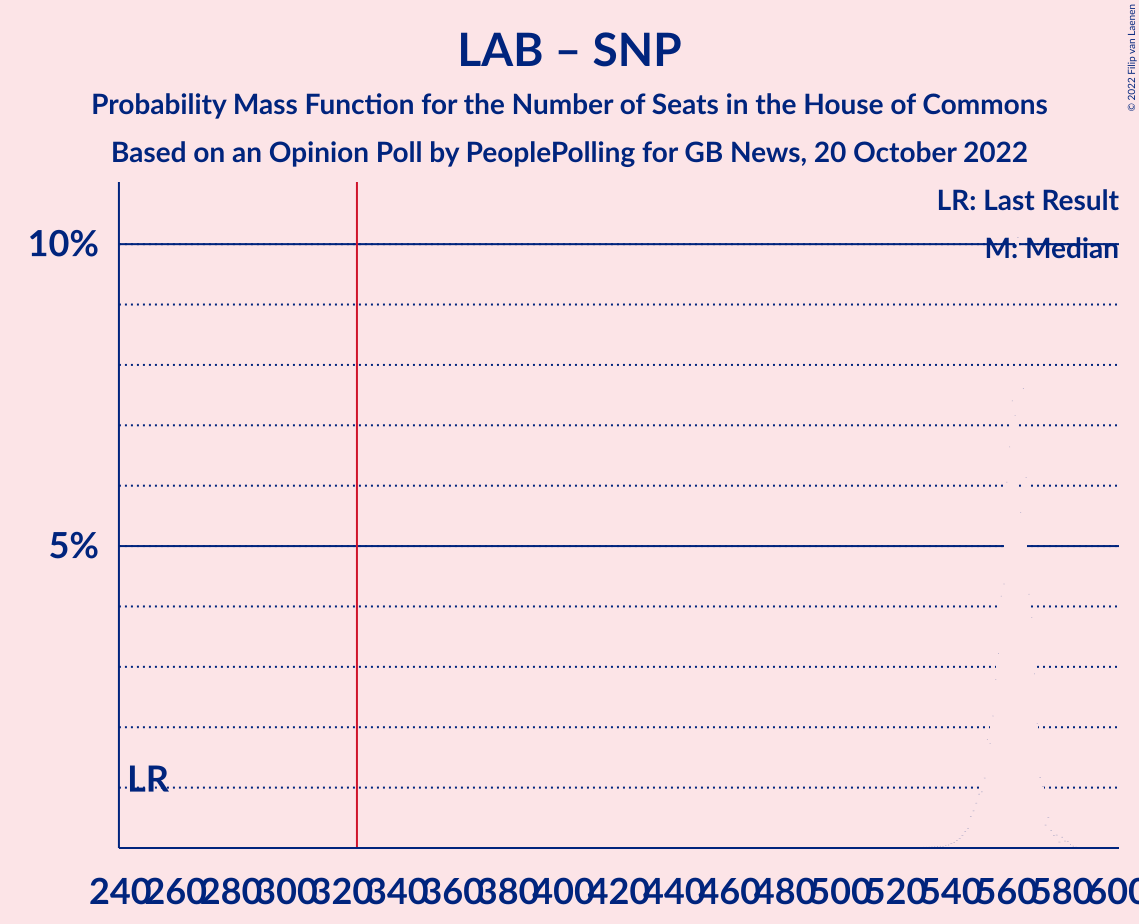 LAB – SNP
Probability Mass Function for the Number of Seats in the House of Commons
Based on an Opinion Poll by PeoplePolling for GB News, 20 October 2022
© 2022 Filip van Laenen
LR: Last Result
M: Median
10%
5%
LR
240 260 280 300 320 340 360 380 400 420 440 460 480 500 520 540 560 580 600